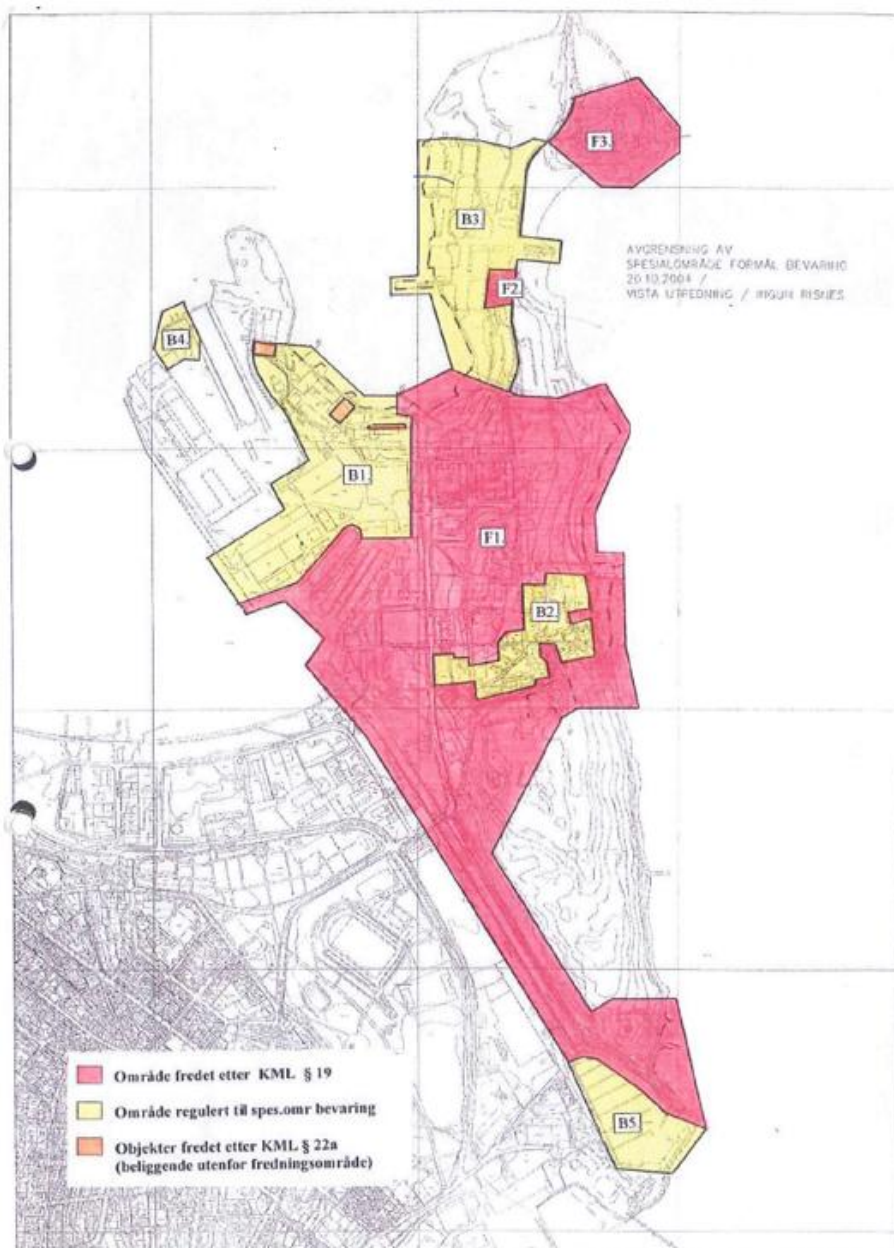 F3.
B3.
AVGRENSNING AV
SPESIALOMRÅDE FORMÅL BEVARING
20.10.2004 /
VISTA UTREDNING / INGUN RISNES
F2.
B4.
B1.
F1.
B2.
Område fredet etter KML § 19
Område regulert til spes.omr bevaring
Objekter fredet etter KML § 22a
(beliggende utenfor fredningsområde)
B5.